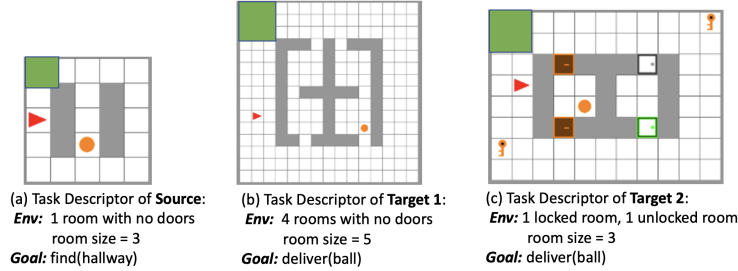 (a) Task Descriptor of Source:
Env: 1 room with no doors
room size = 3
Goal: find(hallway)
(b) Task Descriptor of Target 1:
Env: 4 rooms with no doors
room size = 5
Goal: deliver(ball)
(c) Task Descriptor of Target 2:
Env: 1 locked room, 1 unlocked room
room size = 3
Goal: deliver(ball)